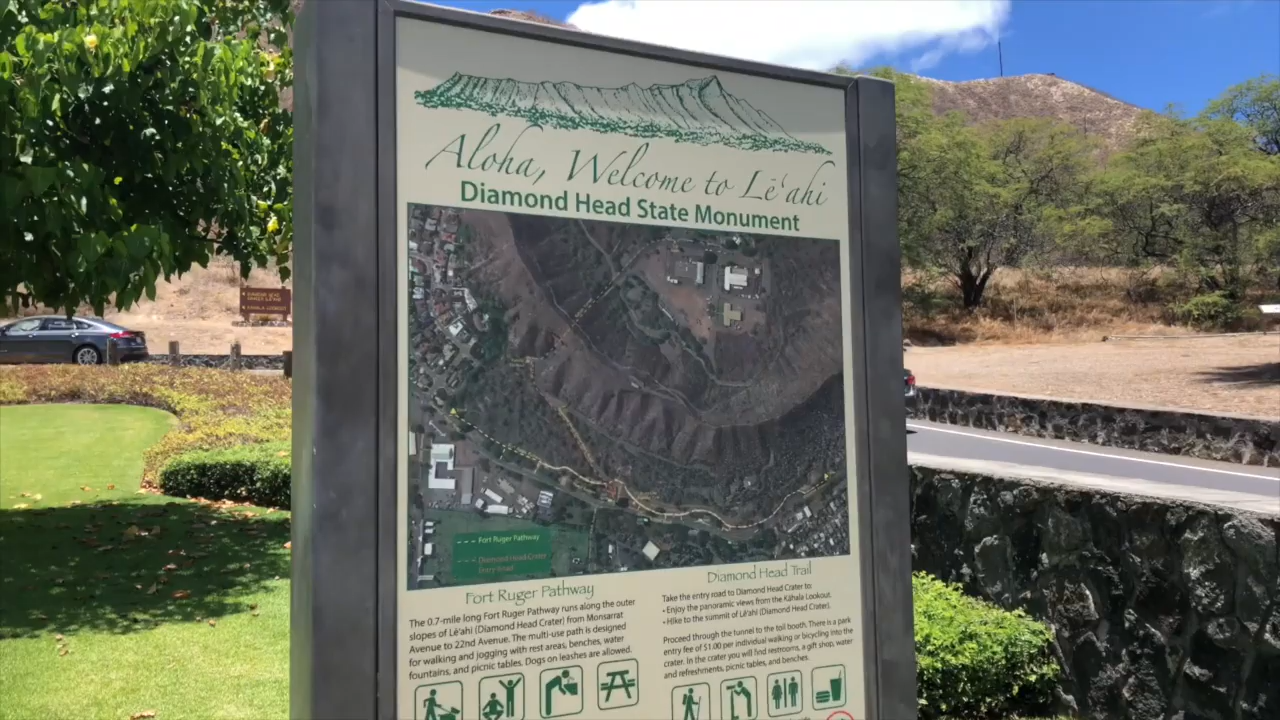 Aloha, Welcome to Lē‘ahi
Diamond Head State Monument
Fort Ruger Pathway
Diamond Head Crater
Entry Road
Fort Ruger Pathway
The 0.7-mile long Fort Ruger Pathway runs along the outer
slopes of Lē‘ahi (Diamond Head Crater) from Monsarrat
Avenue to 22nd Avenue. The multi-use path is designed
for walking and jogging with rest areas, benches, water
fountains, and picnic tables. Dogs on leashes are allowed.
Diamond Head Trail
Take the entry road to Diamond Head Crater to:
• Enjoy the panoramic views from the Kāhala Lookout.
• Hike to the summit of Lē‘ahi (Diamond Head Crater).
Proceed through the tunnel to the toll booth. There is a park
entry fee of $1.00 per individual walking or bicycling into the
crater. In the crater you will find restrooms, a gift shop, water
and refreshments, picnic tables, and benches.